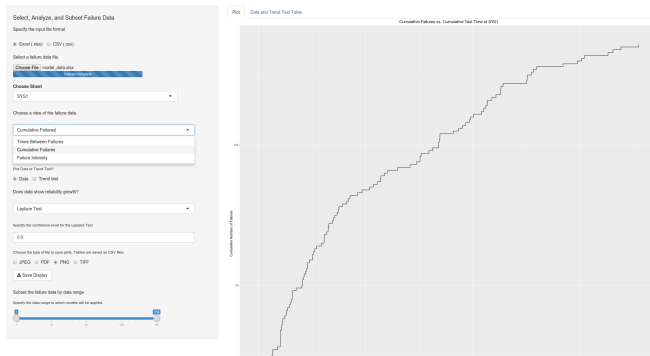 Select, Analyze, and Subset Failure Data
Specify the input file format
Excel (.xlsx) CSV (.csv)
Select a failure data file
Choose File model_data.xlsx
Upload complete
Choose Sheet
SYS1
Choose a view of the failure data.
Cumulative Failures
Times Between Failures
Cumulative Failures
Failure Intensity
Plot Data or Trend Test?
Data Trend test
Does data show reliability growth?
Laplace Test
Specify the confidence level for the Laplace Test
0.9
Choose the type of file to save plots. Tables are saved as CSV files.
JPEG PDF PNG TIFF
Save Display
Subset the failure data by data range
Specify the data range to which models will be applied.
Plot Data and Trend Test Table
Cumulative Failures vs. Cumulative Test Time of SYS1
Cumulative Number of Failures